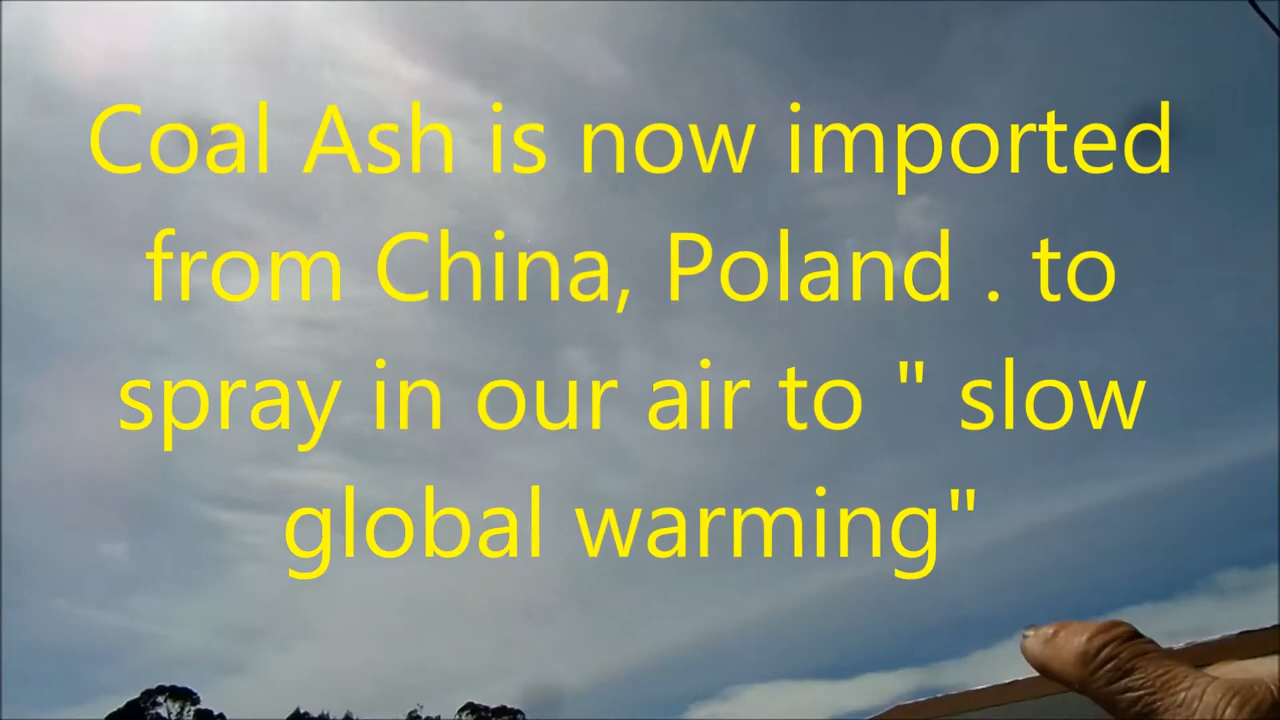 Coal Ash is now imported
from China, Poland . to
spray in our air to " slow
global warming"